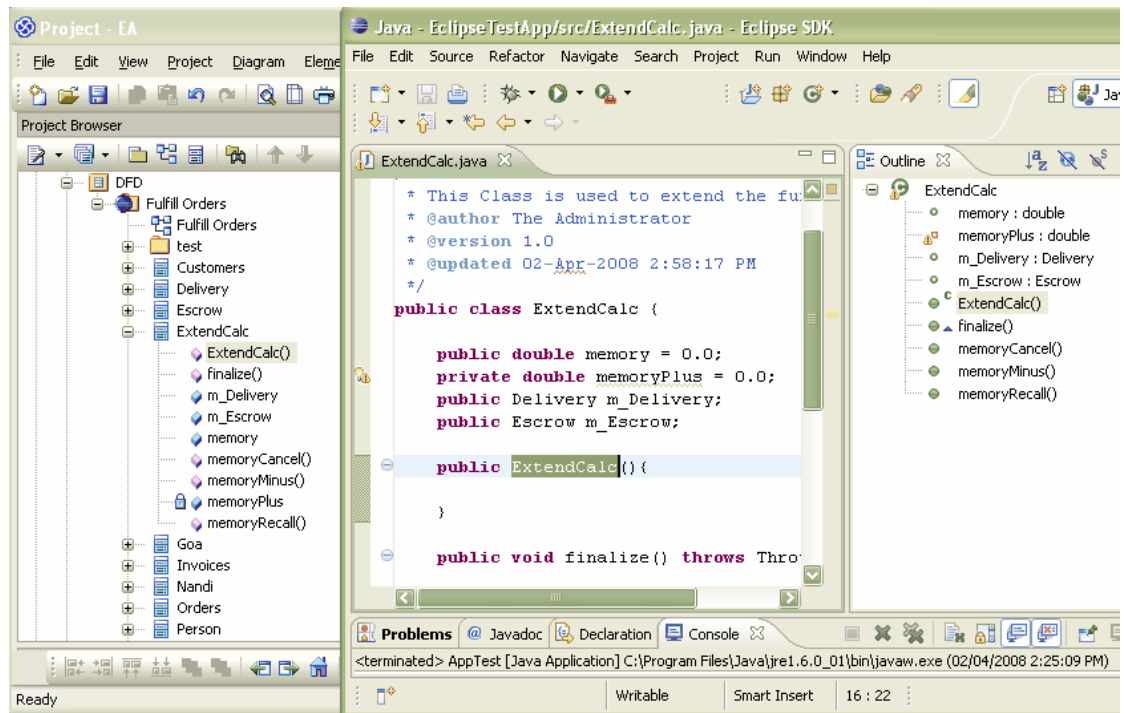 Project - EA
File Edit View Project Diagram Eleme
Project Browser
DFD
Fulfill Orders
Fulfill Orders
test
Customers
Delivery
Escrow
ExtendCalc
ExtendCalc()
finalize()
m_Delivery
m_Escrow
memory
memoryCancel()
memoryMinus()
memoryPlus
memoryRecall()
Goa
Invoices
Nandi
Orders
Person
Ready
Java - EclipseTestApp/src/ExtendCalc.java - Eclipse SDK
File Edit Source Refactor Navigate Search Project Run Window Help
Ja
ExtendCalc.java
* This Class is used to extend the fu
* @author The Administrator
* @version 1.0
* @updated 02-Apr-2008 2:58:17 PM
*/
public class ExtendCalc {
public double memory = 0.0;
private double memoryPlus = 0.0;
public Delivery m_Delivery;
public Escrow m_Escrow;
public ExtendCalc(){
}
public void finalize() throws Thro
Outline
ExtendCalc
memory : double
memoryPlus : double
m_Delivery : Delivery
m_Escrow : Escrow
ExtendCalc()
finalize()
memoryCancel()
memoryMinus()
memoryRecall()
Problems @ Javadoc Declaration Console
<terminated> AppTest [Java Application] C:\Program Files\Java\jre1.6.0_01\bin\javaw.exe (02/04/2008 2:25:09 PM)
Writable Smart Insert 16 : 22